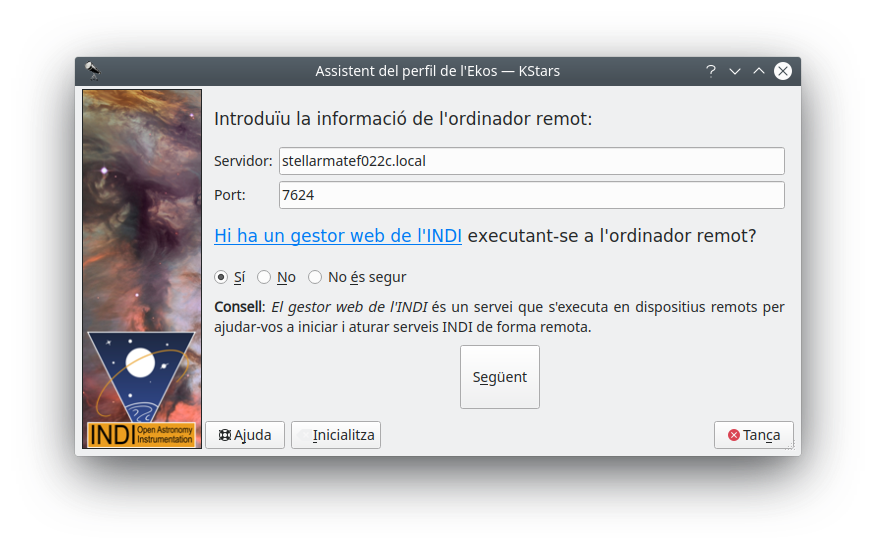 Assistent del perfil de l'Ekos — KStars
Introduïu la informació de l'ordinador remot:
Servidor: stellarmatef022c.local
Port: 7624
Hi ha un gestor web de l'INDI executant-se a l'ordinador remot?
Sí No No és segur
Consell: El gestor web de l'INDI és un servei que s'executa en dispositius remots per
ajudar-vos a iniciar i aturar serveis INDI de forma remota.
Següent
INDI Open Astronomy
Instrumentation
Ajuda Inicialitza Tanca